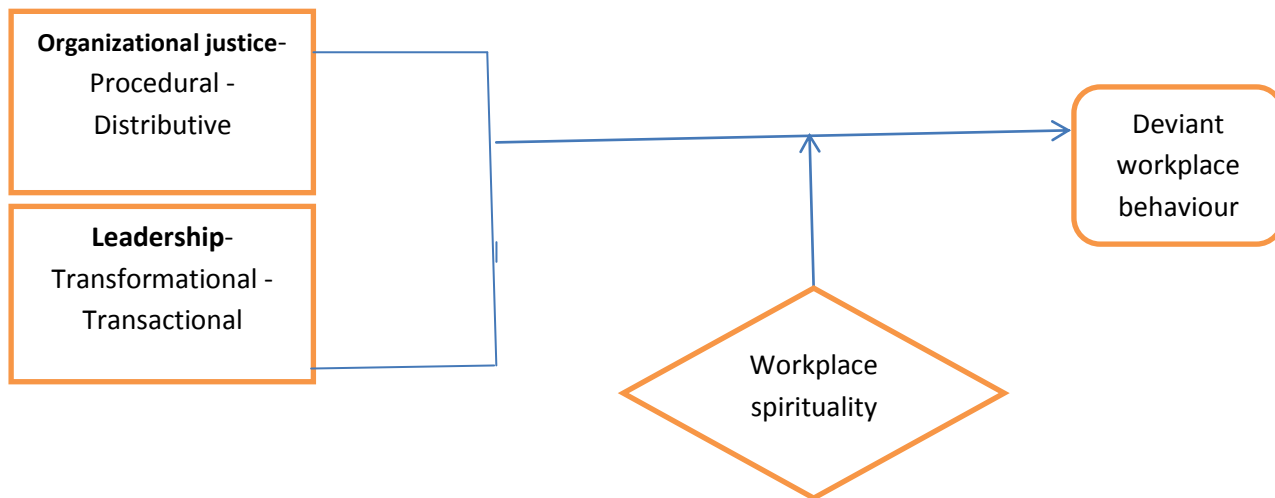 Organizational justice-
Procedural -
Distributive
Leadership-
Transformational -
Transactional
Deviant
workplace
behaviour
Workplace
spirituality